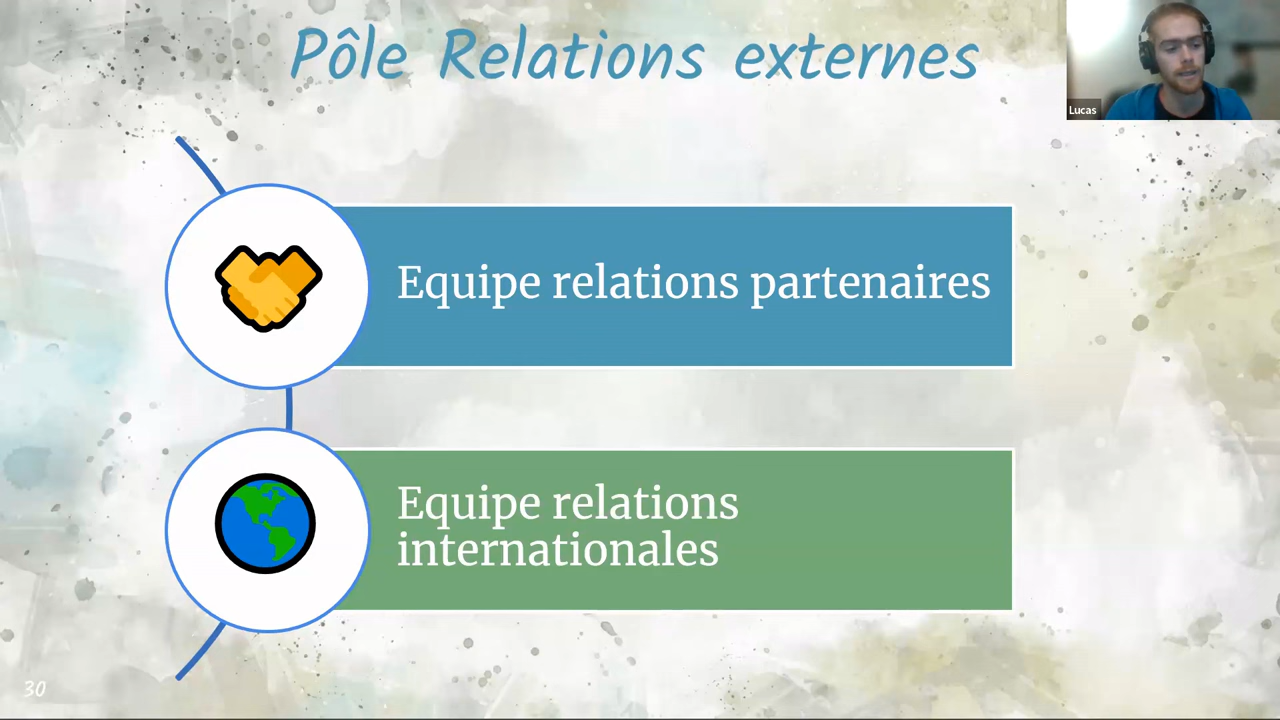 Pôle Relations externes
Lucas
Equipe relations partenaires
Equipe relations
internationales
30